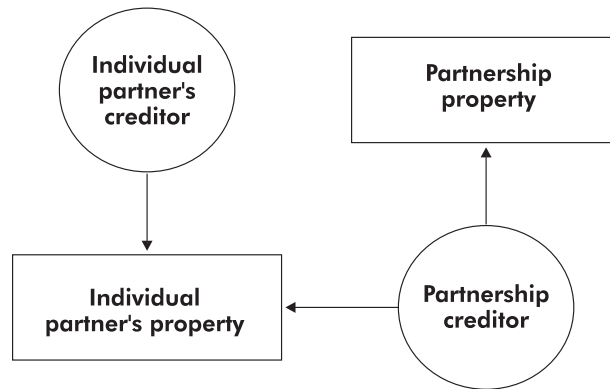 Individual
partner's
creditor
Partnership
property
Individual
partner's property
Partnership
creditor